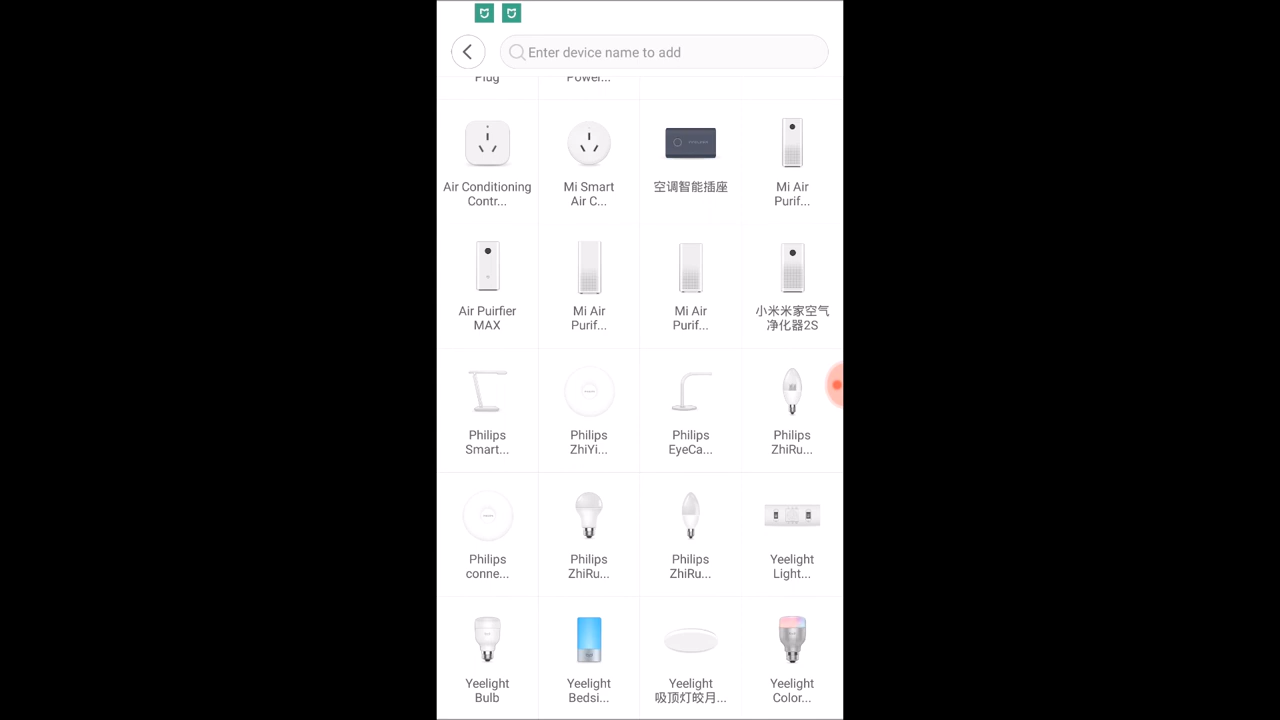 Enter device name to add
Plug
Power...
Air Conditioning
Contr...
Mi Smart
Air C...
空调智能插座
Mi Air
Purif...
Air Puirfier
MAX
Mi Air
Purif...
Mi Air
Purif...
小米米家空气
净化器2S
Philips
Smart...
Philips
ZhiYi...
Philips
EyeCa...
Philips
ZhiRu...
Philips
conne...
Philips
ZhiRu...
Philips
ZhiRu...
Yeelight
Light...
Yeelight
Bulb
Yeelight
Bedsi...
Yeelight
吸顶灯皎月...
Yeelight
Color...